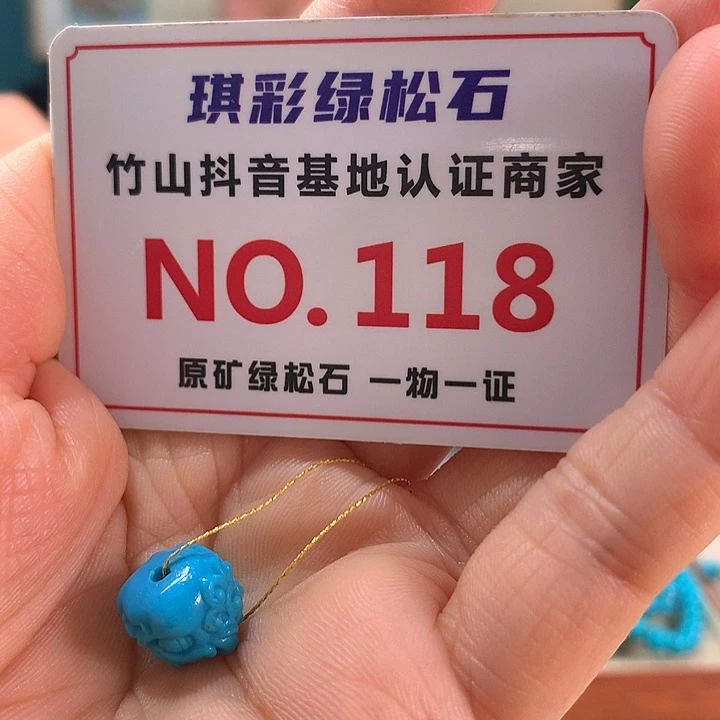 琪彩绿松石
竹山抖音基地认证商家
NO.118
原矿绿松石 一物一证